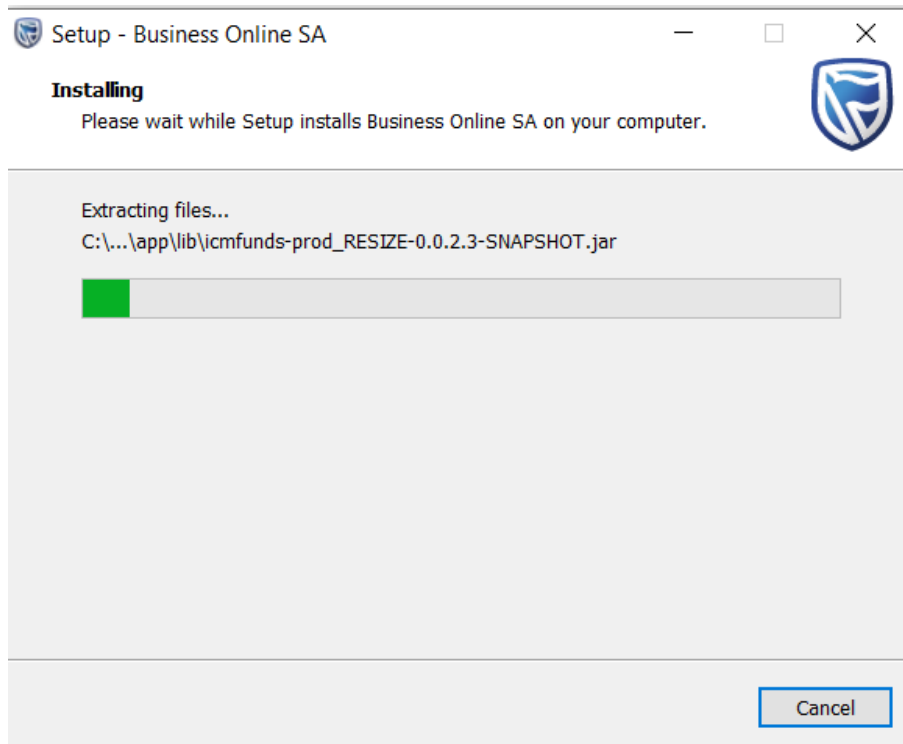 Setup - Business Online SA
Installing
Please wait while Setup installs Business Online SA on your computer.
Extracting files...
C:\...\app\lib\icmfunds-prod_RESIZE-0.0.2.3-SNAPSHOT.jar
Cancel